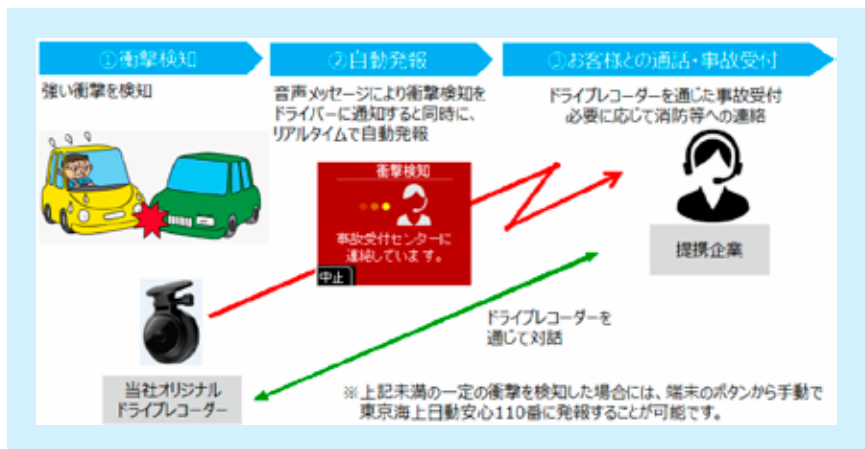 ①衝撃検知
②自動発報
③お客様との通話・事故受付
強い衝撃を検知
音声メッセージにより衝撃検知を
ドライバーに通知すると同時に、
リアルタイムで自動発報
ドライブレコーダーを通じた事故受付
必要に応じて消防等への連絡
衝撃検知
事故受付センターに
連絡しています。
中止
提携企業
ドライブレコーダーを
通じて対話
当社オリジナル
ドライブレコーダー
※上記未満の一定の衝撃を検知した場合には、端末のボタンから手動で
東京海上日動安心110番に発報することが可能です。